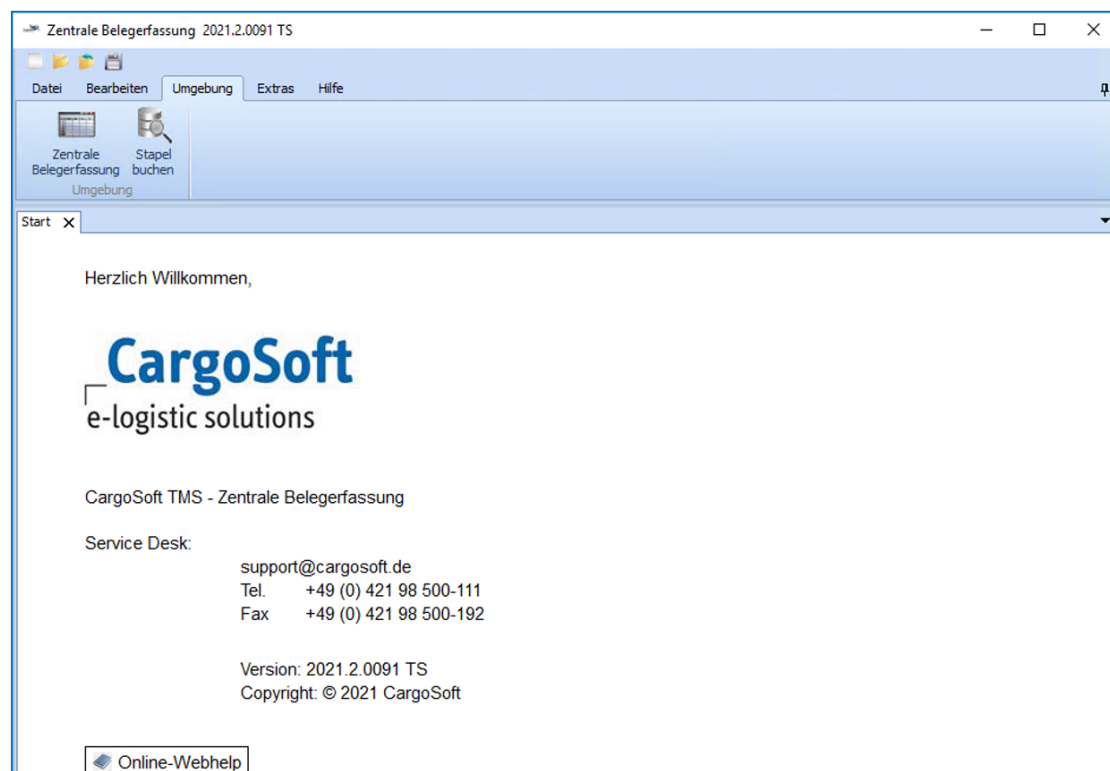 Zentrale Belegerfassung 2021.2.0091 TS
Datei Bearbeiten Umgebung Extras Hilfe
Zentrale Belegerfassung
Stapel buchen
Umgebung
Start
Herzlich Willkommen,
CargoSoft
e-logistic solutions
CargoSoft TMS - Zentrale Belegerfassung
Service Desk:
support@cargosoft.de
Tel. +49 (0) 421 98 500-111
Fax +49 (0) 421 98 500-192
Version: 2021.2.0091 TS
Copyright: © 2021 CargoSoft
Online-Webhelp